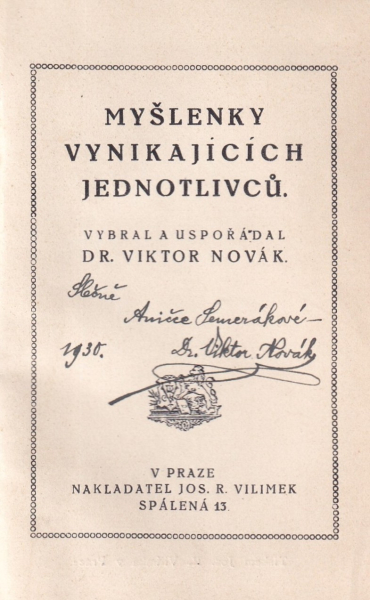 MYŠLENKY
VYNIKAJÍCÍCH
JEDNOTLIVCŮ.
VYBRAL A USPOŘÁDAL
DR. VIKTOR NOVÁK.
Slečně
Aničce Semerákové
1930. Dr. Viktor Novák
V PRAZE
NAKLADATEL JOS. R. VILIMEK
SPÁLENÁ 13